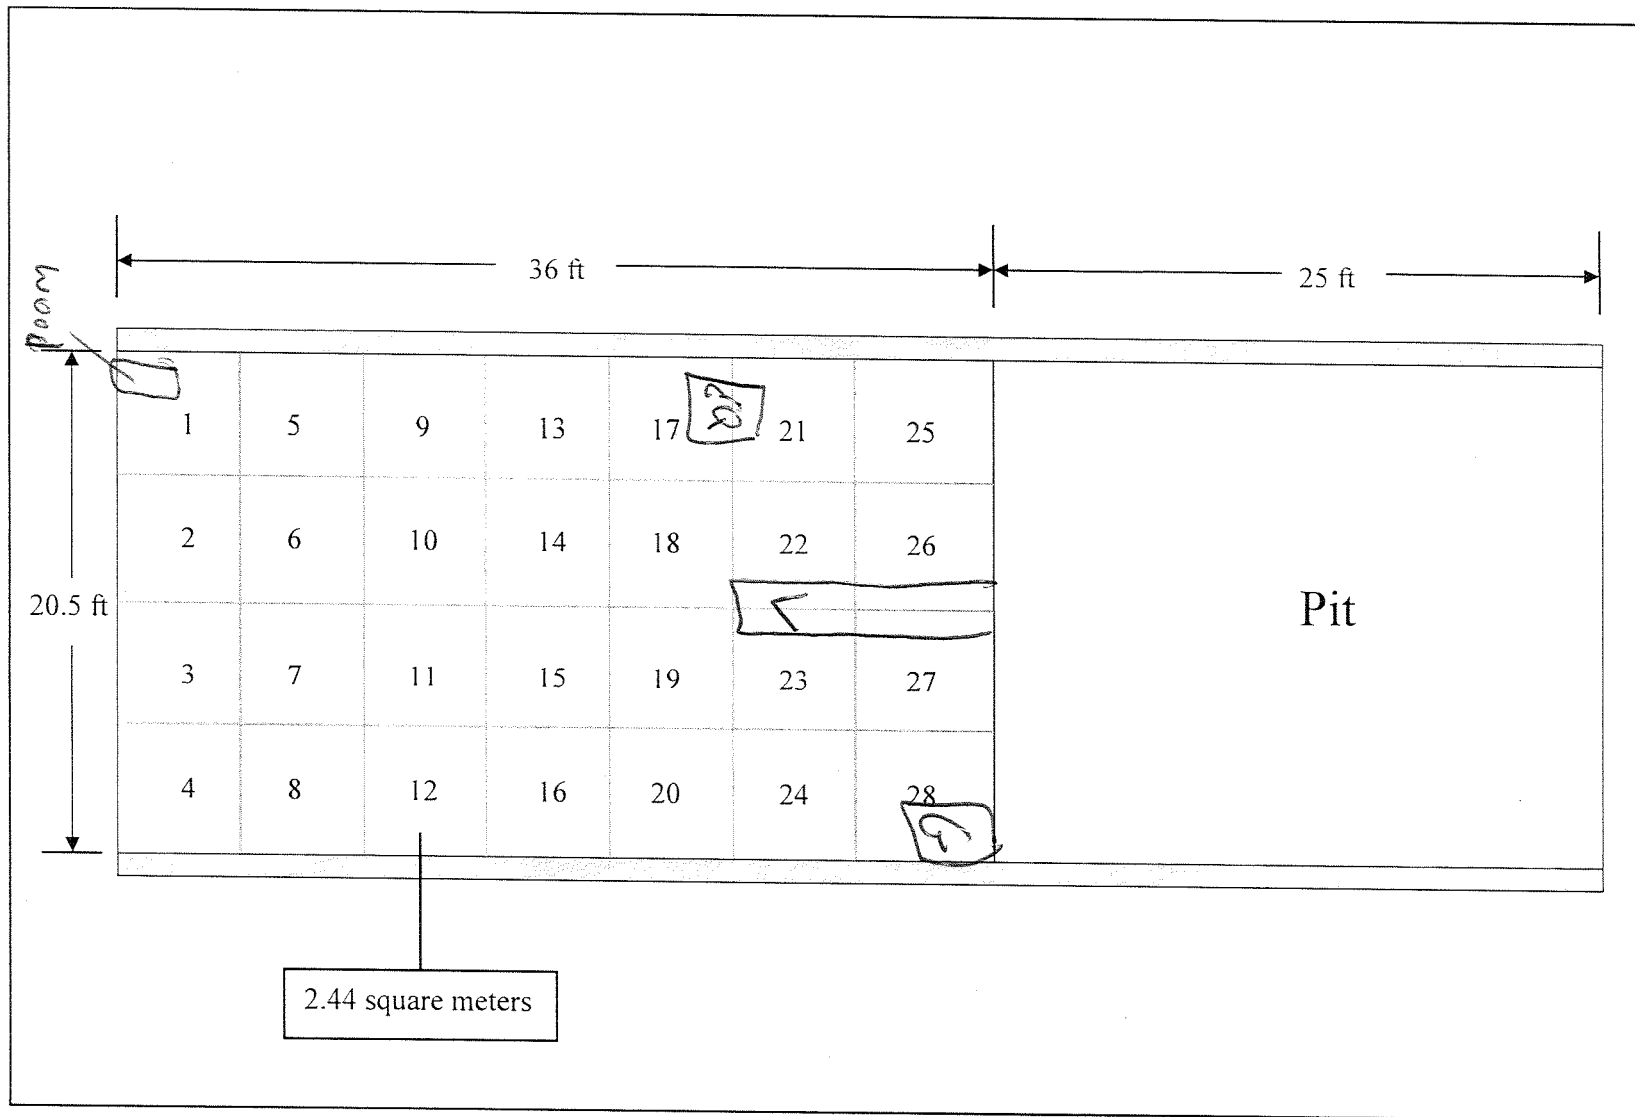 36 ft
25 ft
wood
1 5 9 13 17 21 25
2 6 10 14 18 22 26
20.5 ft
Pit
3 7 11 15 19 23 27
4 8 12 16 20 24 28
2.44 square meters